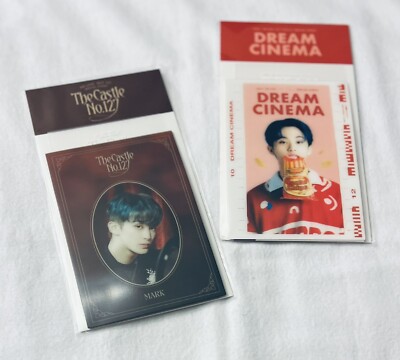 The Castle
No.127
The Castle
No.127
MARK
DREAM
CINEMA
DREAM
CINEMA
10 DREAM CINEMA
12